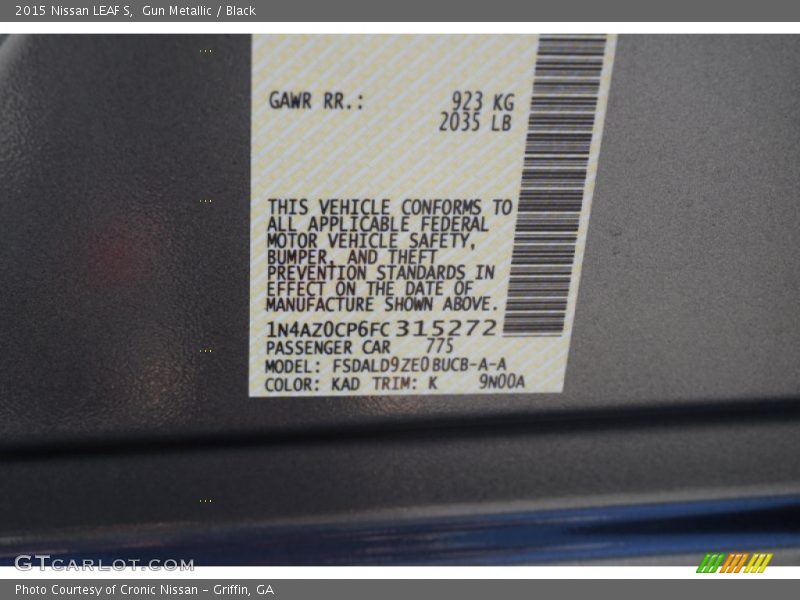 2015 Nissan LEAF S,  Gun Metallic / Black
GAWR RR.: 923 KG
2035 LB
THIS VEHICLE CONFORMS TO
ALL APPLICABLE FEDERAL
MOTOR VEHICLE SAFETY,
BUMPER, AND THEFT
PREVENTION STANDARDS IN
EFFECT ON THE DATE OF
MANUFACTURE SHOWN ABOVE.
1N4AZ0CP6FC315272
PASSENGER CAR 775
MODEL: FSDALD9ZE0BUCB-A-A
COLOR: KAD TRIM: K 9N00A
GTCARLOT.COM
Photo Courtesy of Cronic Nissan - Griffin, GA